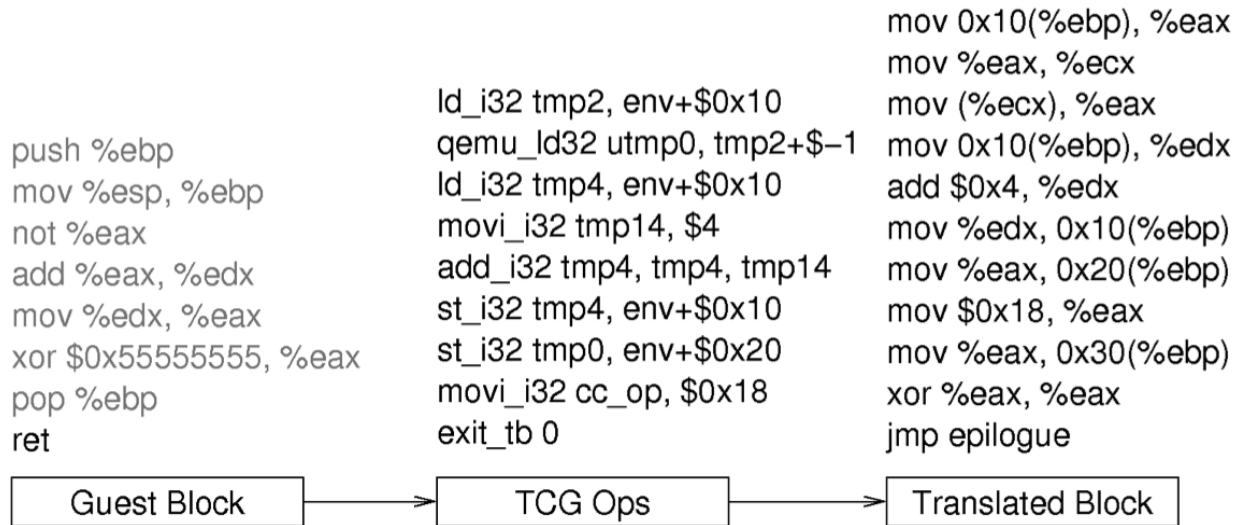 push %ebp
mov %esp, %ebp
not %eax
add %eax, %edx
mov %edx, %eax
xor $0x55555555, %eax
pop %ebp
ret
Guest Block
ld_i32 tmp2, env+$0x10
qemu_ld32 utmp0, tmp2+$−1
ld_i32 tmp4, env+$0x10
movi_i32 tmp14, $4
add_i32 tmp4, tmp4, tmp14
st_i32 tmp4, env+$0x10
st_i32 tmp0, env+$0x20
movi_i32 cc_op, $0x18
exit_tb 0
TCG Ops
mov 0x10(%ebp), %eax
mov %eax, %ecx
mov (%ecx), %eax
mov 0x10(%ebp), %edx
add $0x4, %edx
mov %edx, 0x10(%ebp)
mov %eax, 0x20(%ebp)
mov $0x18, %eax
mov %eax, 0x30(%ebp)
xor %eax, %eax
jmp epilogue
Translated Block